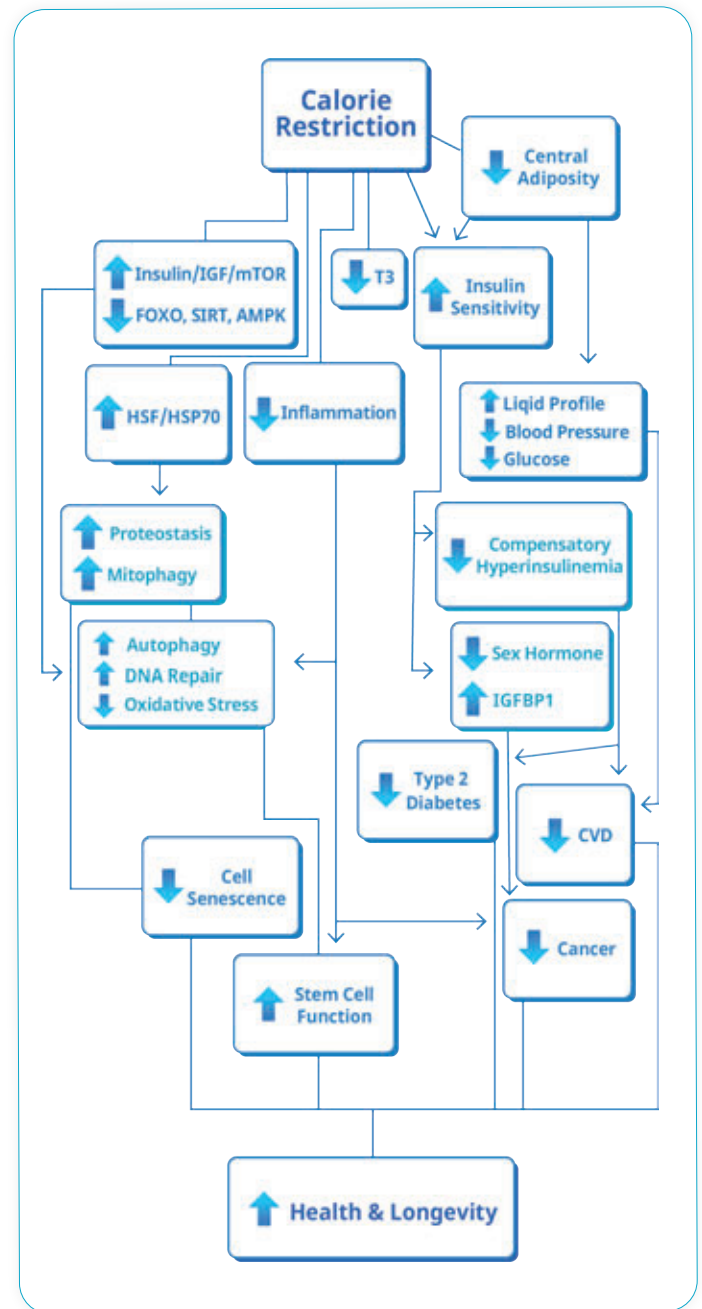 Calorie
Restriction
Central
Adiposity
Insulin/IGF/mTOR
FOXO, SIRT, AMPK
T3
Insulin
Sensitivity
HSF/HSP70
Inflammation
Liqid Profile
Blood Pressure
Glucose
Proteostasis
Mitophagy
Compensatory
Hyperinsulinemia
Autophagy
DNA Repair
Oxidative Stress
Sex Hormone
IGFBP1
Type 2
Diabetes
CVD
Cell
Senescence
Cancer
Stem Cell
Function
Health & Longevity